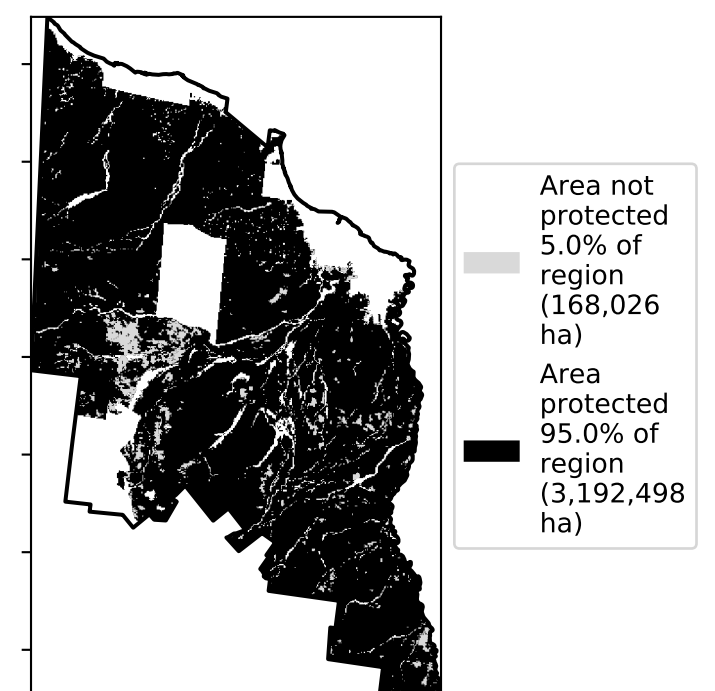 Area not
protected
5.0% of
region
(168,026
ha)
Area
protected
95.0% of
region
(3,192,498
ha)